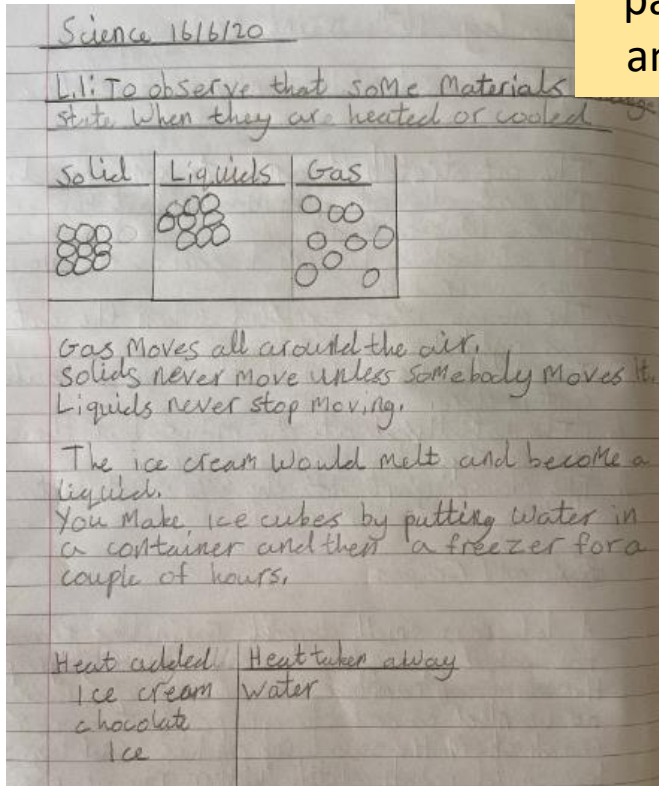 pa
ar
Science 16/6/20
L.I: To observe that some materials change
state when they are heated or cooled
Solid Liquids Gas
Gas moves all around the air.
Solids never move unless somebody moves it.
Liquids never stop moving.
The ice cream would melt and become a
liquid.
You make ice cubes by putting water in
a container and then a freezer for a
couple of hours.
Heat added Heat taken away
Ice cream water
chocolate
Ice